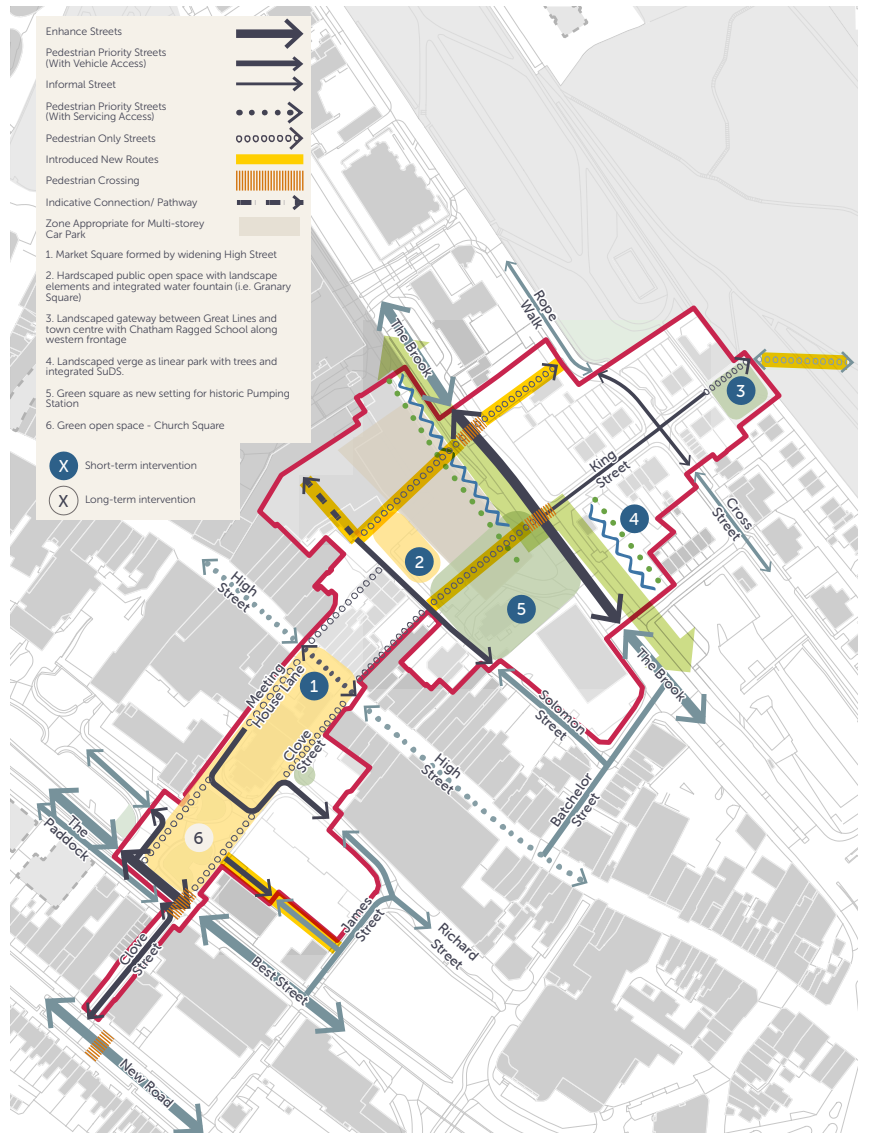 Enhance Streets
Pedestrian Priority Streets
(With Vehicle Access)
Informal Street
Pedestrian Priority Streets
(With Servicing Access)
Pedestrian Only Streets
Introduced New Routes
Pedestrian Crossing
Indicative Connection/ Pathway
Zone Appropriate for Multi-storey
Car Park
1. Market Square formed by widening High Street
2. Hardscaped public open space with landscape
elements and integrated water fountain (i.e. Granary
Square)
3. Landscaped gateway between Great Lines and
town centre with Chatham Ragged School along
western frontage
4. Landscaped verge as linear park with trees and
integrated SuDS.
5. Green square as new setting for historic Pumping
Station
6. Green open space - Church Square
X
Short-term intervention
X
Long-term intervention
Rope
Walk
The Brook
3
King
Street
4
Cross
Street
2
5
High
Street
Meeting
House Lane
1
The Brook
Solomon
Street
Clove
Street
High
Street
Batchelor
Street
The
Paddock
6
James
Street
Richard
Street
Clove
Street
Best Street
New Road